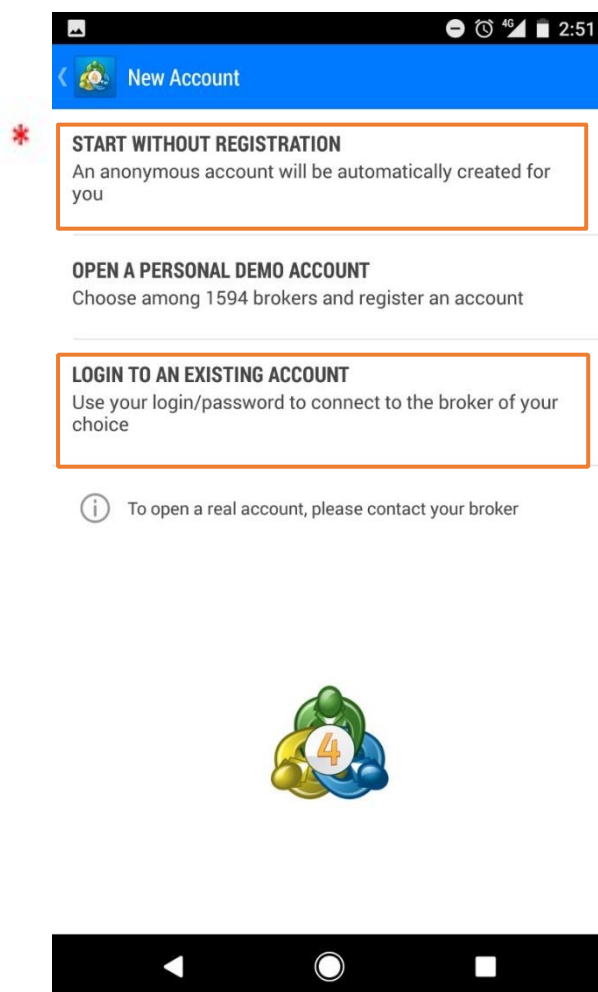 4G 2:51
4 New Account
*
START WITHOUT REGISTRATION
An anonymous account will be automatically created for
you
OPEN A PERSONAL DEMO ACCOUNT
Choose among 1594 brokers and register an account
LOGIN TO AN EXISTING ACCOUNT
Use your login/password to connect to the broker of your
choice
i To open a real account, please contact your broker
4